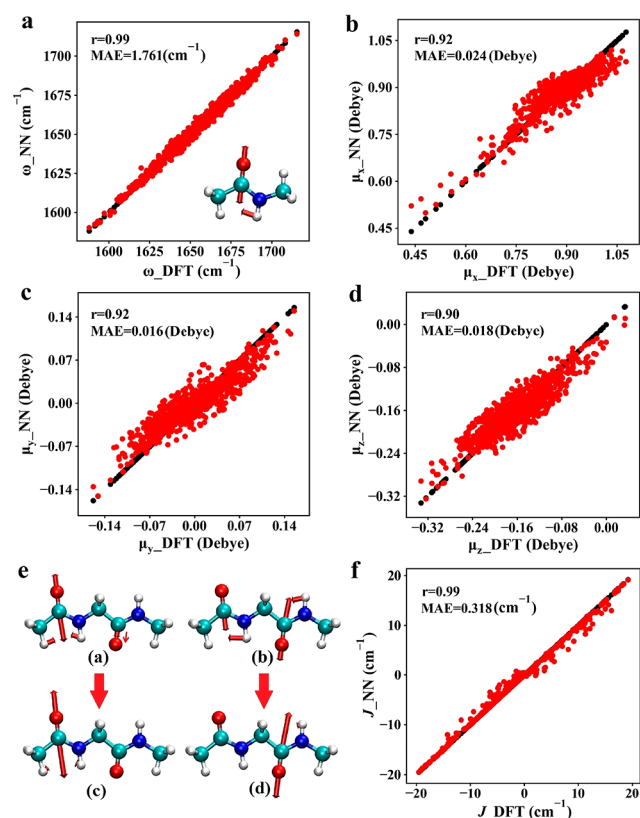 a
r=0.99
MAE=1.761(cm⁻¹)
1700
1675
1650
1625
1600
ω_NN (cm⁻¹)
1600 1625 1650 1675 1700
ω_DFT (cm⁻¹)
b
r=0.92
MAE=0.024 (Debye)
1.05
0.90
0.75
0.60
0.45
μx_NN (Debye)
0.45 0.60 0.75 0.90 1.05
μx_DFT (Debye)
c
r=0.92
MAE=0.016 (Debye)
0.14
0.07
0.00
−0.07
−0.14
μy_NN (Debye)
−0.14 −0.07 0.00 0.07 0.14
μy_DFT (Debye)
d
r=0.90
MAE=0.018 (Debye)
0.00
−0.08
−0.16
−0.24
−0.32
μz_NN (Debye)
−0.32 −0.24 −0.16 −0.08 0.00
μz_DFT (Debye)
e
(a) (b)
(c) (d)
f
r=0.99
MAE=0.318 (cm⁻¹)
20
10
0
−10
−20
J_NN (cm⁻¹)
−20 −10 0 10 20
J_DFT (cm⁻¹)